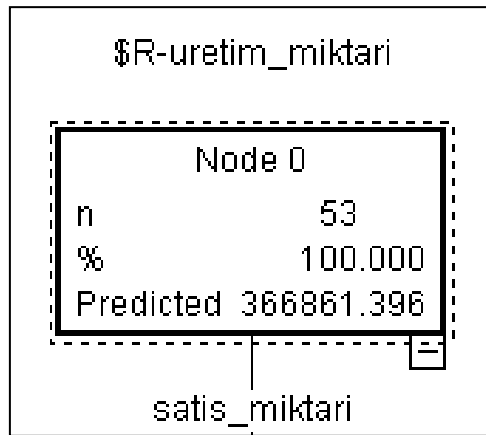 $R-uretim_miktari
Node 0
n 53
% 100.000
Predicted 366861.396
satis_miktari